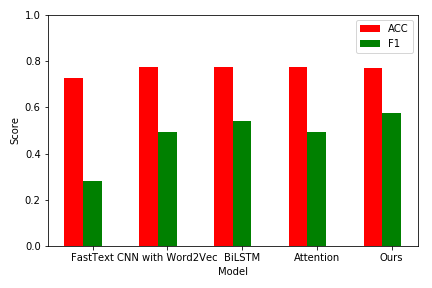 1.0
ACC
F1
0.8
0.6
Score
0.4
0.2
0.0
FastText CNN with Word2Vec BiLSTM Attention Ours
Model